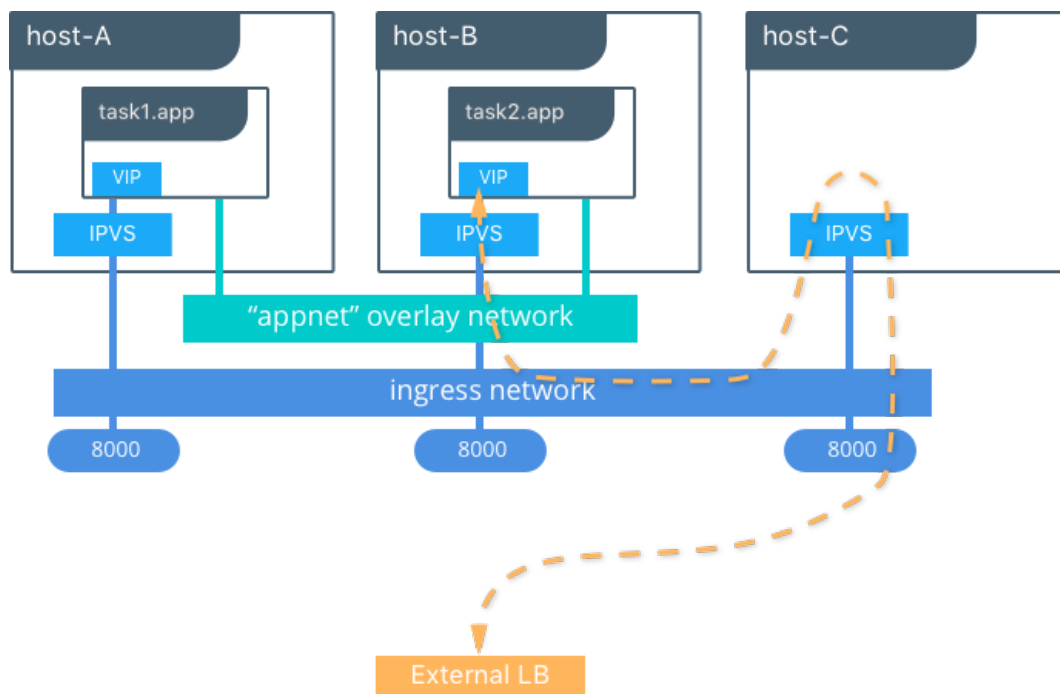 host-A
host-B
host-C
task1.app
task2.app
VIP
VIP
IPVS
IPVS
IPVS
“appnet” overlay network
ingress network
8000
8000
8000
External LB